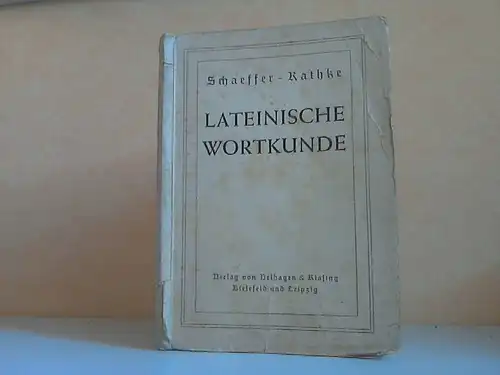 Schaeffer-Rathke
LATEINISCHE
WORTKUNDE
Verlag von Velhagen & Klasing
Bielefeld und Leipzig